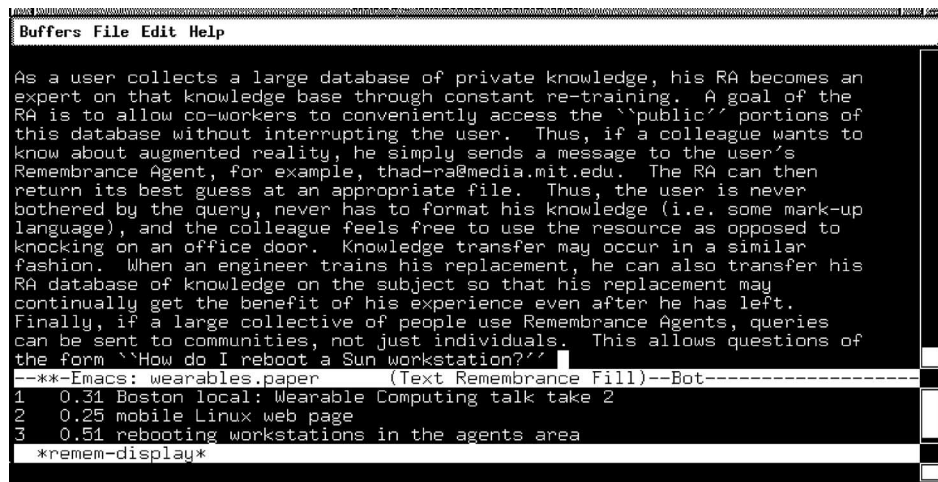 Buffers File Edit Help
As a user collects a large database of private knowledge, his RA becomes an
expert on that knowledge base through constant re-training.  A goal of the
RA is to allow co-workers to conveniently access the ``public´´ portions of
this database without interrupting the user.  Thus, if a colleague wants to
know about augmented reality, he simply sends a message to the user´s
Remembrance Agent, for example, thad-ra@media.mit.edu.  The RA can then
return its best guess at an appropriate file.  Thus, the user is never
bothered by the query, never has to format his knowledge (i.e. some mark-up
language), and the colleague feels free to use the resource as opposed to
knocking on an office door.  Knowledge transfer may occur in a similar
fashion.  When an engineer trains his replacement, he can also transfer his
RA database of knowledge on the subject so that his replacement may
continually get the benefit of his experience even after he has left.
Finally, if a large collective of people use Remembrance Agents, queries
can be sent to communities, not just individuals.  This allows questions of
the form ``How do I reboot a Sun workstation?´´
--**-Emacs: wearables.paper      (Text Remembrance Fill)--Bot-------------------
1   0.31 Boston local: Wearable Computing talk take 2
2   0.25 mobile Linux web page
3   0.51 rebooting workstations in the agents area
*remem-display*